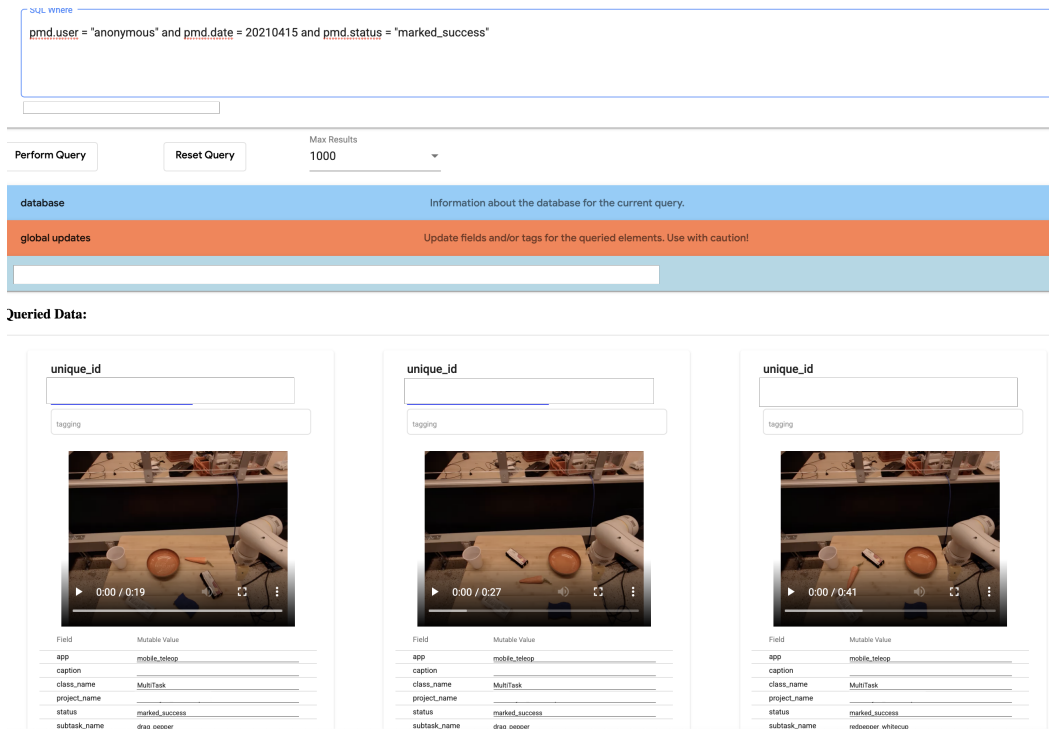 SQL Where
pmd.user = "anonymous" and pmd.date = 20210415 and pmd.status = "marked_success"
Max Results
Perform Query Reset Query 1000
database Information about the database for the current query.
global updates Update fields and/or tags for the queried elements. Use with caution!
Queried Data:
unique_id unique_id unique_id
tagging tagging tagging
0:00 / 0:19 0:00 / 0:27 0:00 / 0:41
Field Mutable Value Field Mutable Value Field Mutable Value
app mobile_teleop app mobile_teleop app mobile_teleop
caption caption caption
class_name MultiTask class_name MultiTask class_name MultiTask
project_name project_name project_name
status marked_success status marked_success status marked_success
subtask_name drag_pepper subtask_name drag_pepper subtask_name redpepper_whitecup